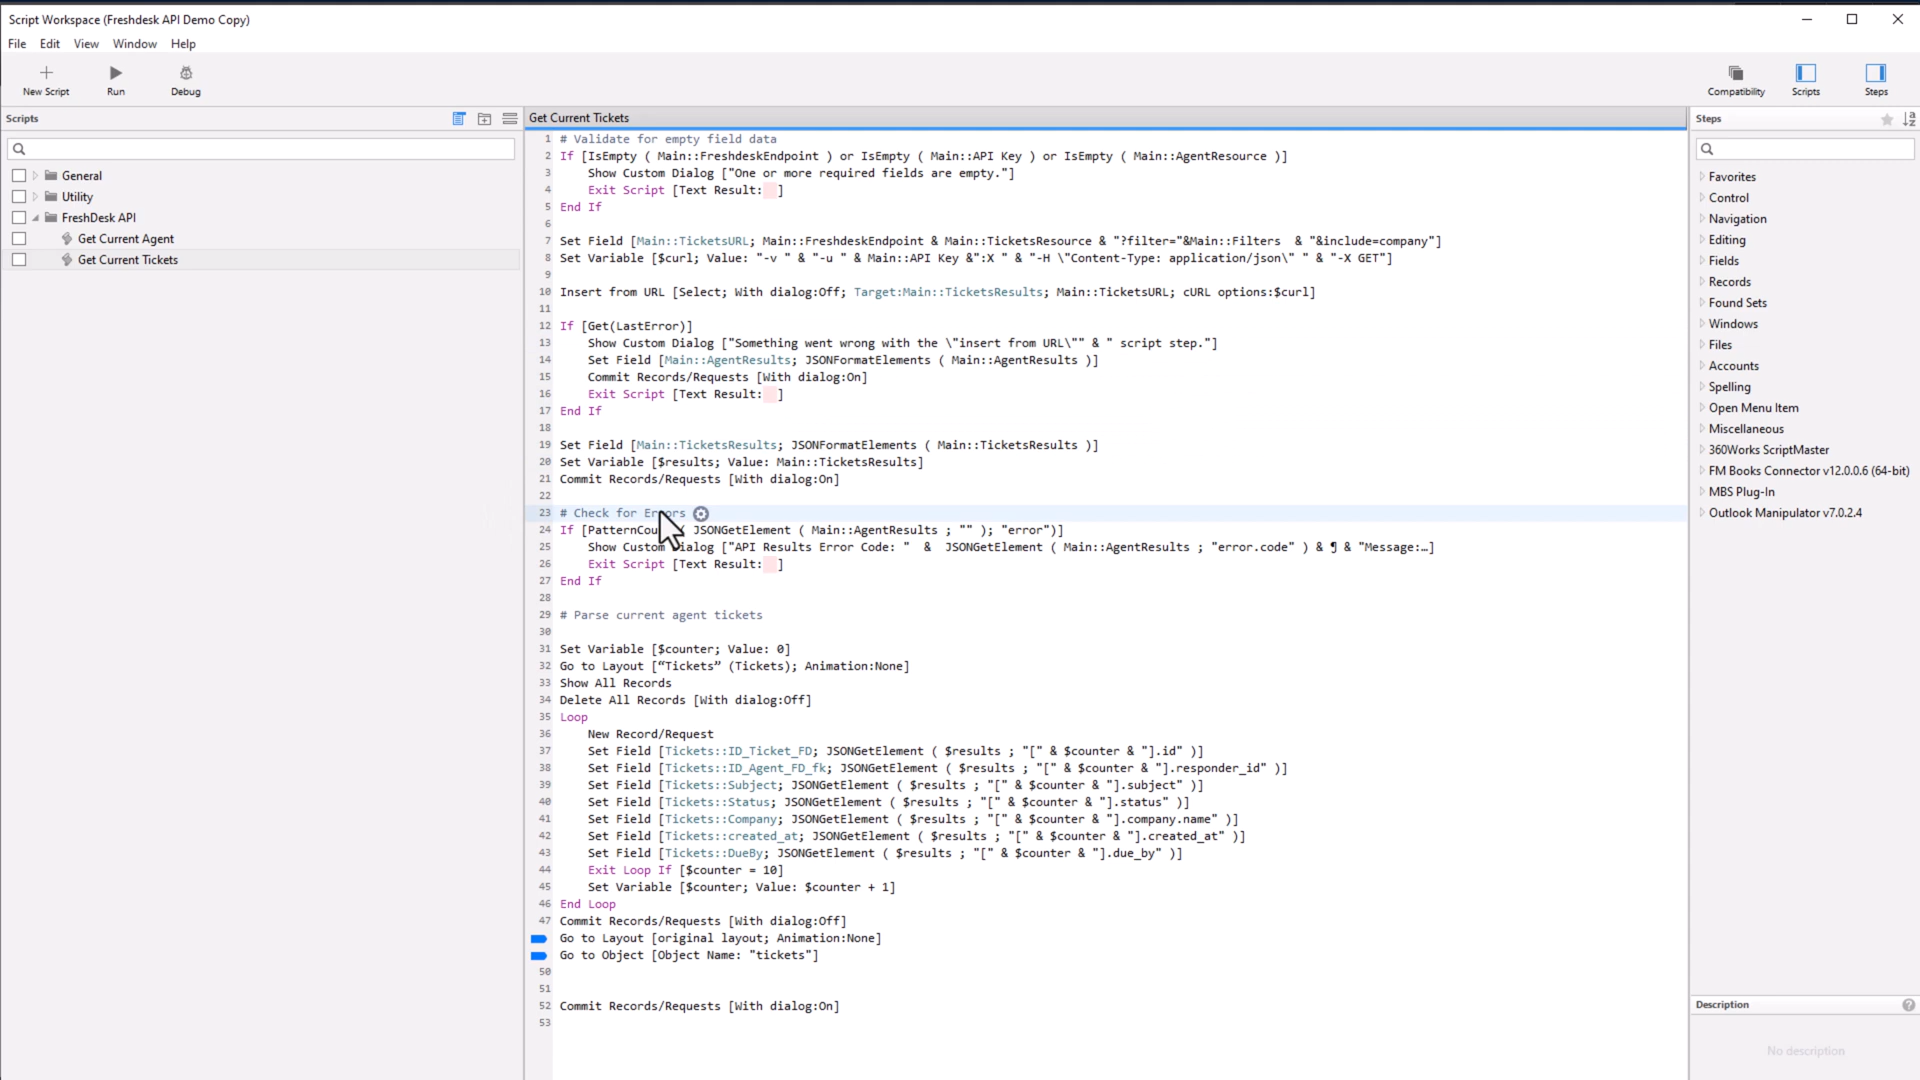 Script Workspace (Freshdesk API Demo Copy)
File Edit View Window Help
New Script Run Debug Compatibility Scripts Steps
Scripts
General
Utility
FreshDesk API
Get Current Agent
Get Current Tickets
Get Current Tickets
1 # Validate for empty field data
2 If [IsEmpty ( Main::FreshdeskEndpoint ) or IsEmpty ( Main::API Key ) or IsEmpty ( Main::AgentResource )]
3 Show Custom Dialog ["One or more required fields are empty."]
4 Exit Script [Text Result: ]
5 End If
6
7 Set Field [Main::TicketsURL; Main::FreshdeskEndpoint & Main::TicketsResource & "?filter="&Main::Filters & "&include=company"]
8 Set Variable [$curl; Value: "-v " & "-u " & Main::API Key &":X " & "-H \"Content-Type: application/json\" " & "-X GET"]
9
10 Insert from URL [Select; With dialog:Off; Target:Main::TicketsResults; Main::TicketsURL; cURL options:$curl]
11
12 If [Get(LastError)]
13 Show Custom Dialog ["Something went wrong with the \"insert from URL\"" & " script step."]
14 Set Field [Main::AgentResults; JSONFormatElements ( Main::AgentResults )]
15 Commit Records/Requests [With dialog:On]
16 Exit Script [Text Result: ]
17 End If
18
19 Set Field [Main::TicketsResults; JSONFormatElements ( Main::TicketsResults )]
20 Set Variable [$results; Value: Main::TicketsResults]
21 Commit Records/Requests [With dialog:On]
22
23 # Check for Errors
24 If [PatternCou ( JSONGetElement ( Main::AgentResults ; "" ); "error")]
25 Show Custom Dialog ["API Results Error Code: " & JSONGetElement ( Main::AgentResults ; "error.code" ) & ¶ & "Message:…]
26 Exit Script [Text Result: ]
27 End If
28
29 # Parse current agent tickets
30
31 Set Variable [$counter; Value: 0]
32 Go to Layout [“Tickets” (Tickets); Animation:None]
33 Show All Records
34 Delete All Records [With dialog:Off]
35 Loop
36 New Record/Request
37 Set Field [Tickets::ID_Ticket_FD; JSONGetElement ( $results ; "[" & $counter & "].id" )]
38 Set Field [Tickets::ID_Agent_FD_fk; JSONGetElement ( $results ; "[" & $counter & "].responder_id" )]
39 Set Field [Tickets::Subject; JSONGetElement ( $results ; "[" & $counter & "].subject" )]
40 Set Field [Tickets::Status; JSONGetElement ( $results ; "[" & $counter & "].status" )]
41 Set Field [Tickets::Company; JSONGetElement ( $results ; "[" & $counter & "].company.name" )]
42 Set Field [Tickets::created_at; JSONGetElement ( $results ; "[" & $counter & "].created_at" )]
43 Set Field [Tickets::DueBy; JSONGetElement ( $results ; "[" & $counter & "].due_by" )]
44 Exit Loop If [$counter = 10]
45 Set Variable [$counter; Value: $counter + 1]
46 End Loop
47 Commit Records/Requests [With dialog:Off]
Go to Layout [original layout; Animation:None]
Go to Object [Object Name: "tickets"]
50
51
52 Commit Records/Requests [With dialog:On]
53
Steps
Favorites
Control
Navigation
Editing
Fields
Records
Found Sets
Windows
Files
Accounts
Spelling
Open Menu Item
Miscellaneous
360Works ScriptMaster
FM Books Connector v12.0.0.6 (64-bit)
MBS Plug-In
Outlook Manipulator v7.0.2.4
Description
No description